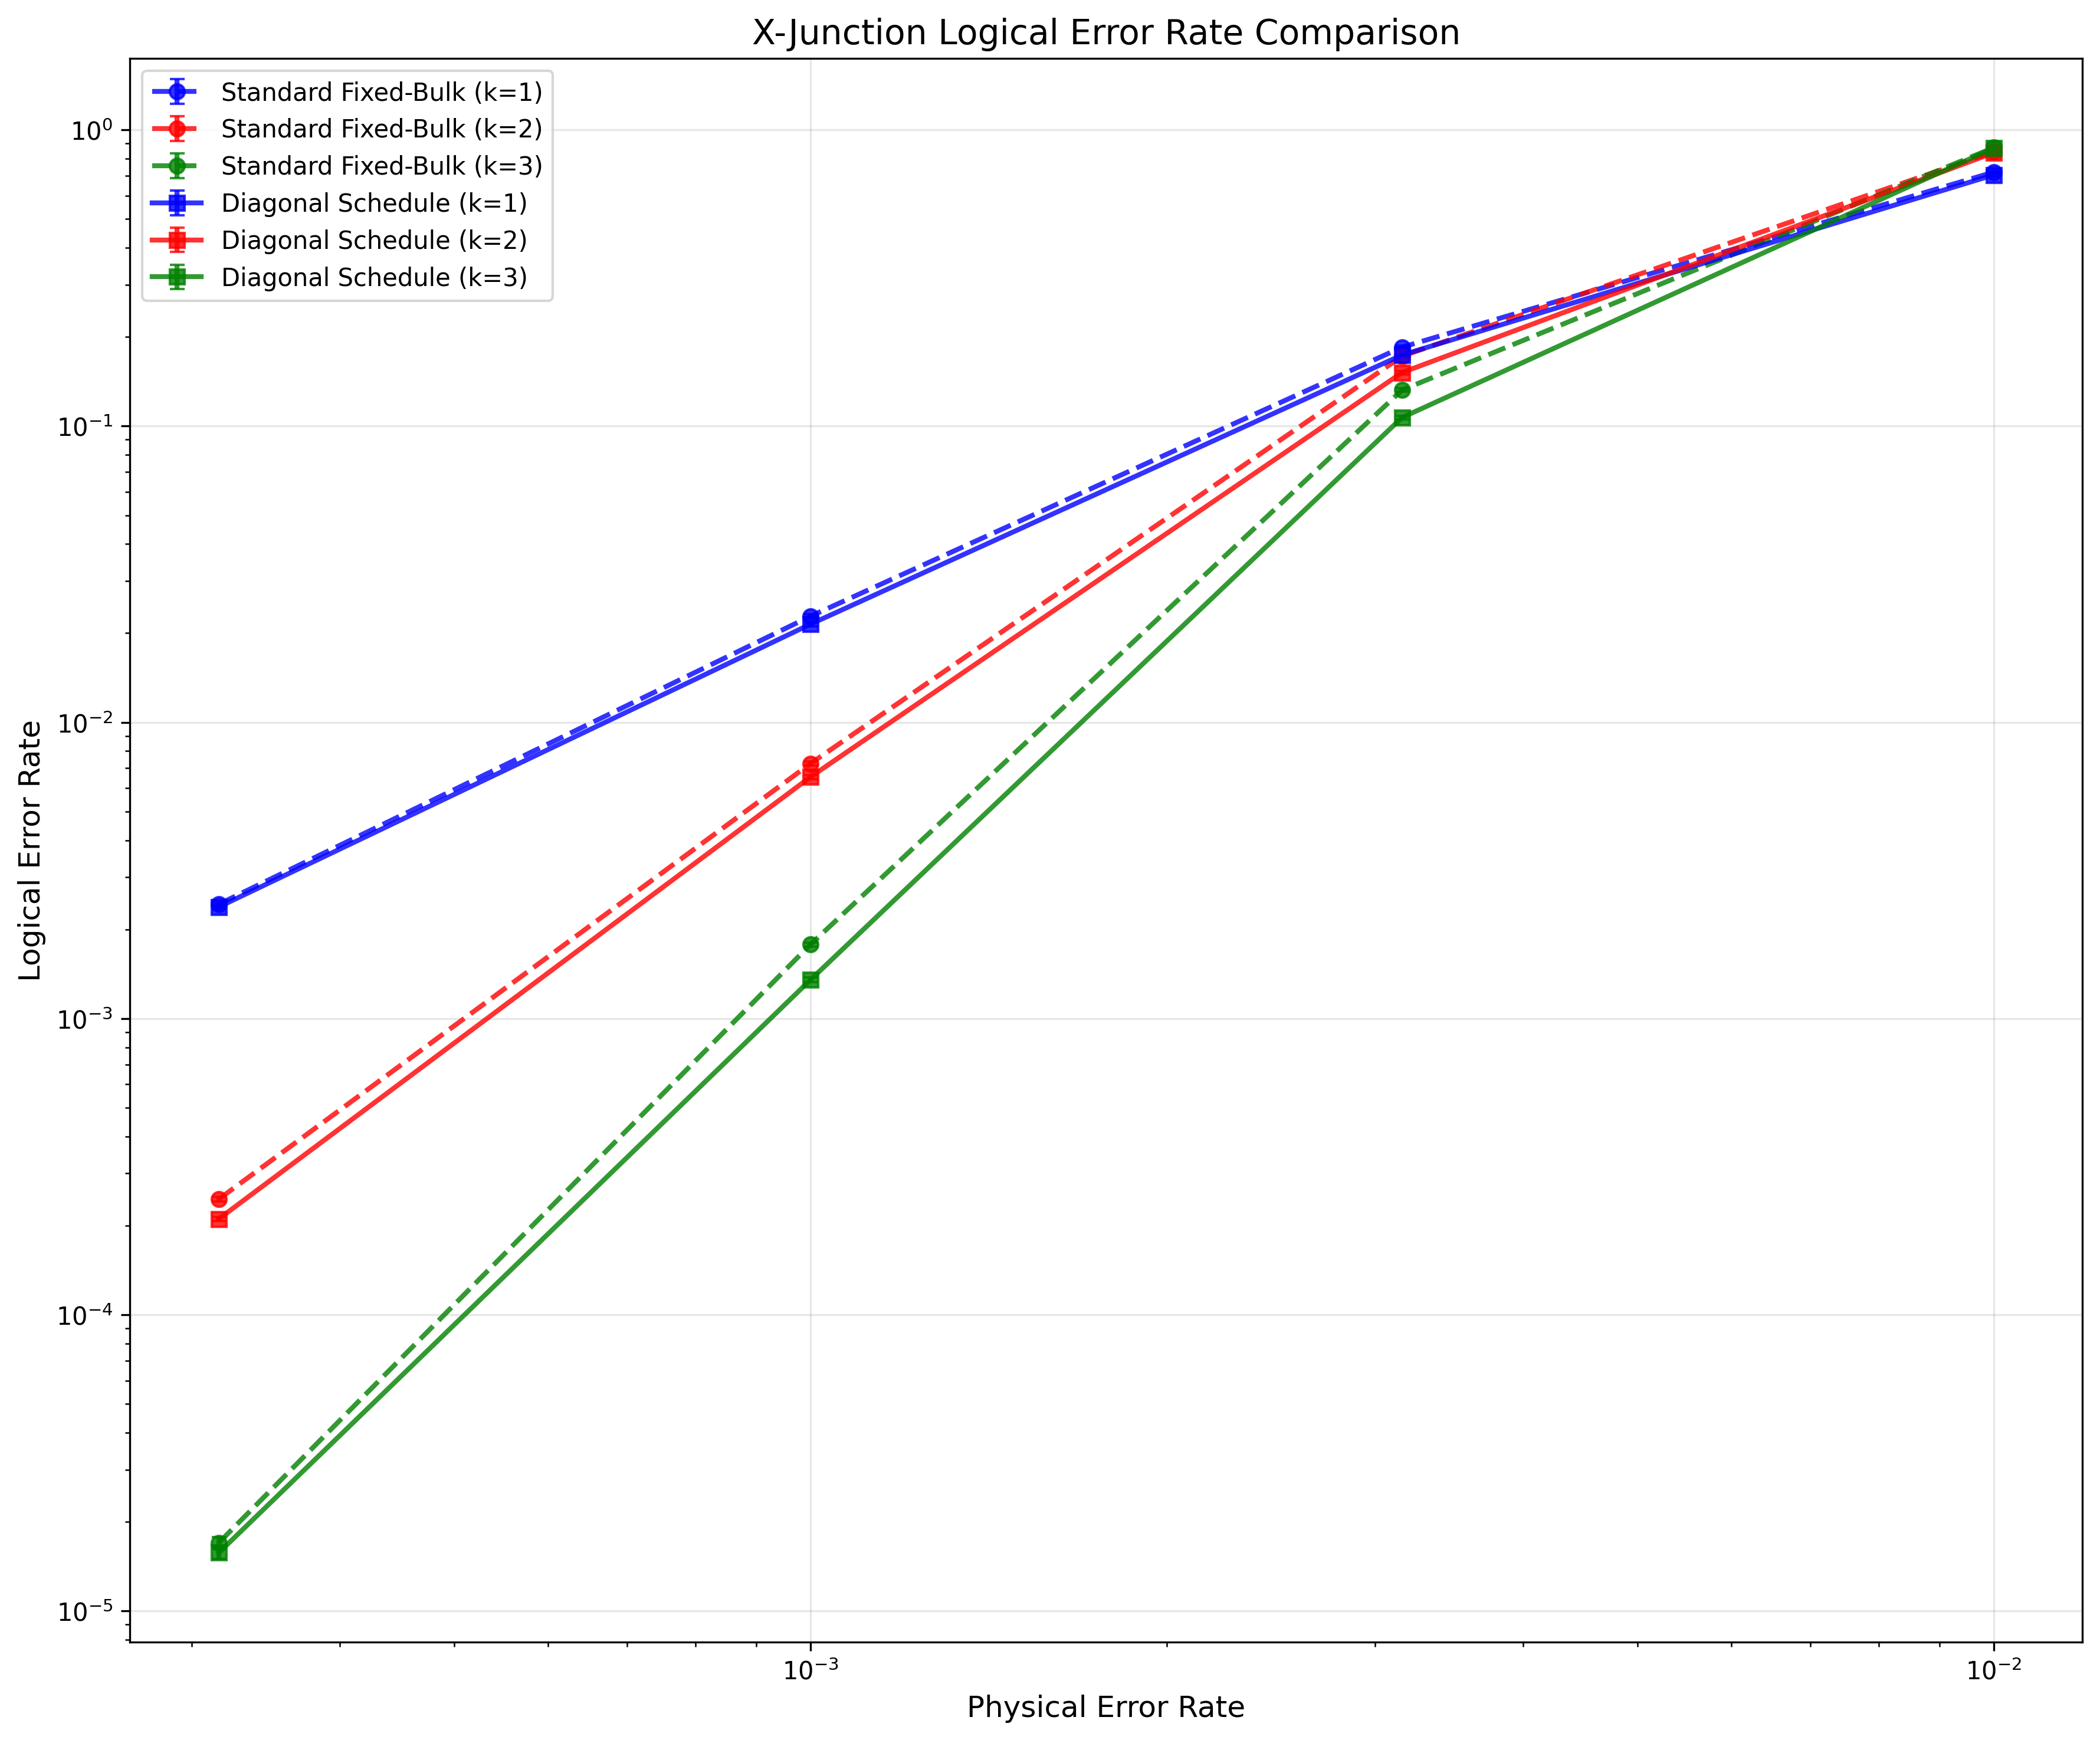 X-Junction Logical Error Rate Comparison
Standard Fixed-Bulk (k=1)
Standard Fixed-Bulk (k=2)
Standard Fixed-Bulk (k=3)
Diagonal Schedule (k=1)
Diagonal Schedule (k=2)
Diagonal Schedule (k=3)
10⁰
10⁻¹
10⁻²
10⁻³
10⁻⁴
10⁻⁵
Logical Error Rate
10⁻³
10⁻²
Physical Error Rate